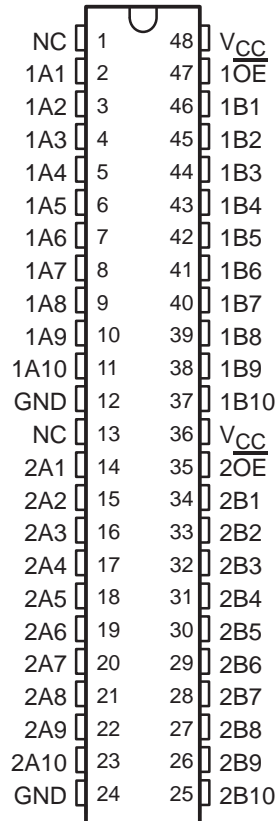 NC 1 48 VCC
1A1 2 47 1O̅E̅
1A2 3 46 1B1
1A3 4 45 1B2
1A4 5 44 1B3
1A5 6 43 1B4
1A6 7 42 1B5
1A7 8 41 1B6
1A8 9 40 1B7
1A9 10 39 1B8
1A10 11 38 1B9
GND 12 37 1B10
NC 13 36 VCC
2A1 14 35 2O̅E̅
2A2 15 34 2B1
2A3 16 33 2B2
2A4 17 32 2B3
2A5 18 31 2B4
2A6 19 30 2B5
2A7 20 29 2B6
2A8 21 28 2B7
2A9 22 27 2B8
2A10 23 26 2B9
GND 24 25 2B10